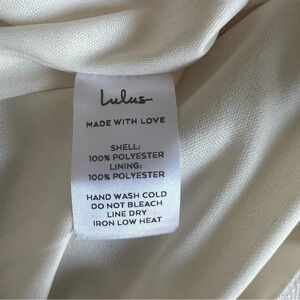 Lulus
MADE WITH LOVE
SHELL:
100% POLYESTER
LINING:
100% POLYESTER
HAND WASH COLD
DO NOT BLEACH
LINE DRY
IRON LOW HEAT